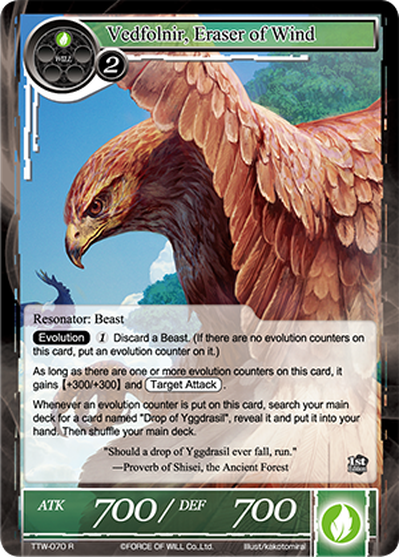 Vedfolnir, Eraser of Wind
WILL
2
Resonator: Beast
Evolution 1 Discard a Beast. (If there are no evolution counters on
this card, put an evolution counter on it.)
As long as there are one or more evolution counters on this card, it
gains [+300/+300] and Target Attack.
Whenever an evolution counter is put on this card, search your main
deck for a card named "Drop of Yggdrasil", reveal it and put it into your
hand. Then shuffle your main deck.
"Should a drop of Yggdrasil ever fall, run."
—Proverb of Shisei, the Ancient Forest
1st
Edition
ATK 700/ DEF 700
TTW-070 R ©FORCE OF WILL Co.,Ltd. Illust/kakotomirai